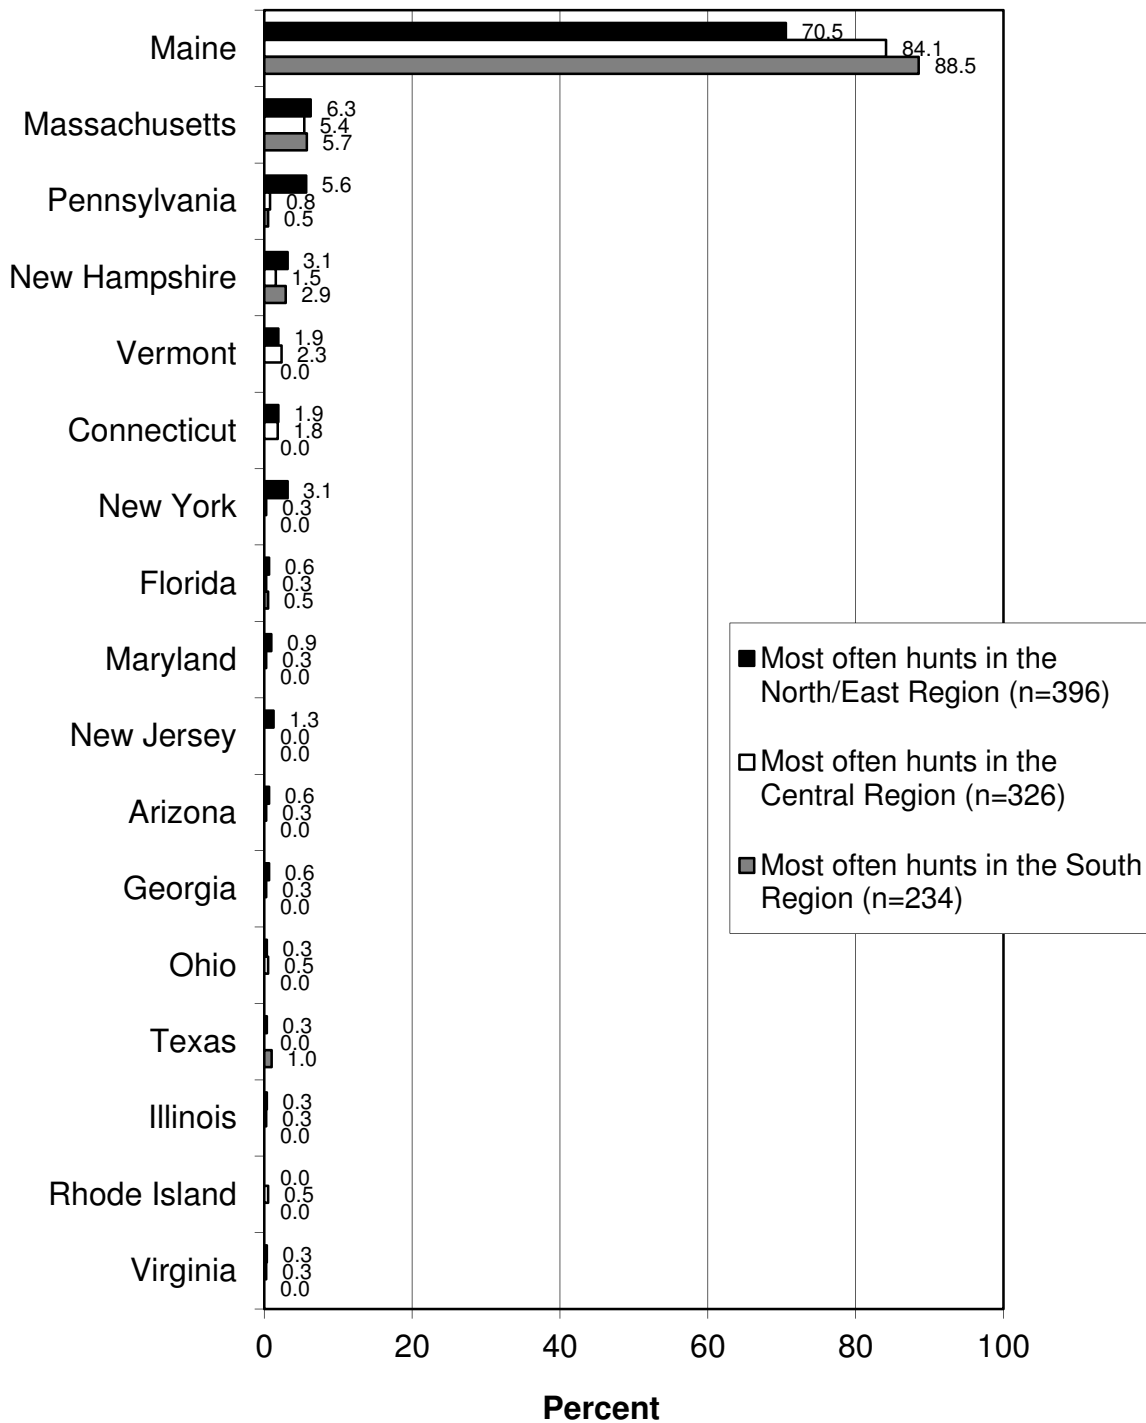 Maine
70.5
84.1
88.5
Massachusetts
6.3
5.4
5.7
Pennsylvania
5.6
0.8
0.5
New Hampshire
3.1
1.5
2.9
Vermont
1.9
2.3
0.0
Connecticut
1.9
1.8
0.0
New York
3.1
0.3
0.0
Florida
0.6
0.3
0.5
Maryland
0.9
0.3
0.0
New Jersey
1.3
0.0
0.0
Arizona
0.6
0.3
0.0
Georgia
0.6
0.3
0.0
Ohio
0.3
0.5
0.0
Texas
0.3
0.0
1.0
Illinois
0.3
0.3
0.0
Rhode Island
0.0
0.5
0.0
Virginia
0.3
0.3
0.0
Most often hunts in the
North/East Region (n=396)
Most often hunts in the
Central Region (n=326)
Most often hunts in the South
Region (n=234)
0 20 40 60 80 100
Percent